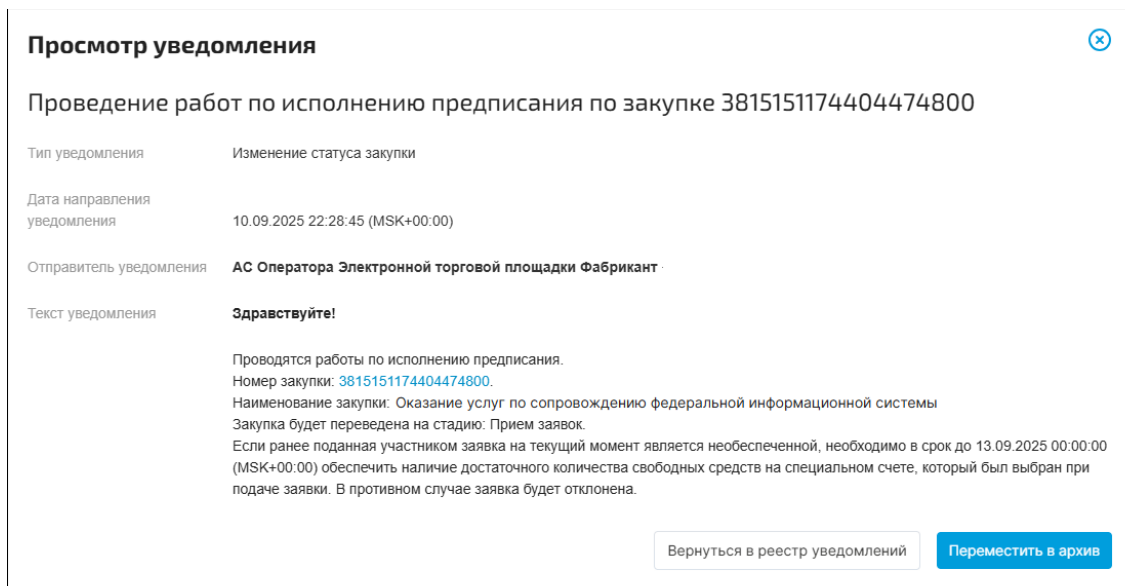 Просмотр уведомления
Проведение работ по исполнению предписания по закупке 3815151174404474800
Тип уведомления Изменение статуса закупки
Дата направления
уведомления 10.09.2025 22:28:45 (MSK+00:00)
Отправитель уведомления АС Оператора Электронной торговой площадки Фабрикант
Текст уведомления Здравствуйте!
Проводятся работы по исполнению предписания.
Номер закупки: 3815151174404474800.
Наименование закупки: Оказание услуг по сопровождению федеральной информационной системы
Закупка будет переведена на стадию: Прием заявок.
Если ранее поданная участником заявка на текущий момент является необеспеченной, необходимо в срок до 13.09.2025 00:00:00
(MSK+00:00) обеспечить наличие достаточного количества свободных средств на специальном счете, который был выбран при
подаче заявки. В противном случае заявка будет отклонена.
Вернуться в реестр уведомлений Переместить в архив